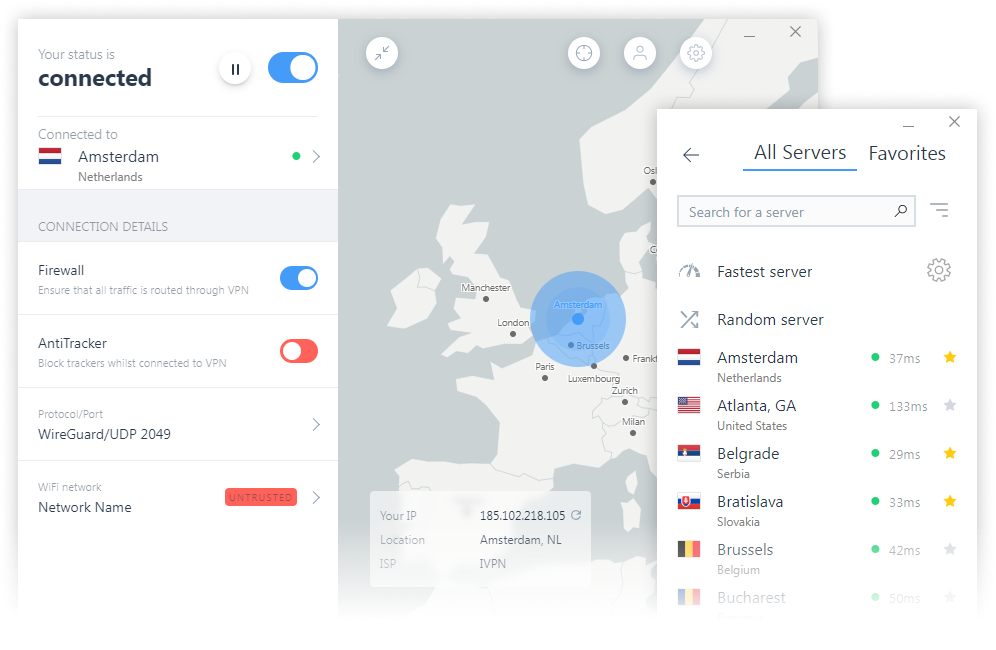 Your status is
connected
Connected to
Amsterdam
Netherlands
CONNECTION DETAILS
Firewall
Ensure that all traffic is routed through VPN
AntiTracker
Block trackers whilst connected to VPN
Protocol/Port
WireGuard/UDP 2049
WiFi network
Network Name
UNTRUSTED
Manchester
London
Amsterdam
Brussels
Paris
Luxembourg
Frankf
Zurich
Milan
Osl
Your IP 185.102.218.105
Location Amsterdam, NL
ISP IVPN
All Servers Favorites
Search for a server
Fastest server
Random server
Amsterdam 37ms
Netherlands
Atlanta, GA 133ms
United States
Belgrade 29ms
Serbia
Bratislava 33ms
Slovakia
Brussels 42ms
Belgium
Bucharest 50ms